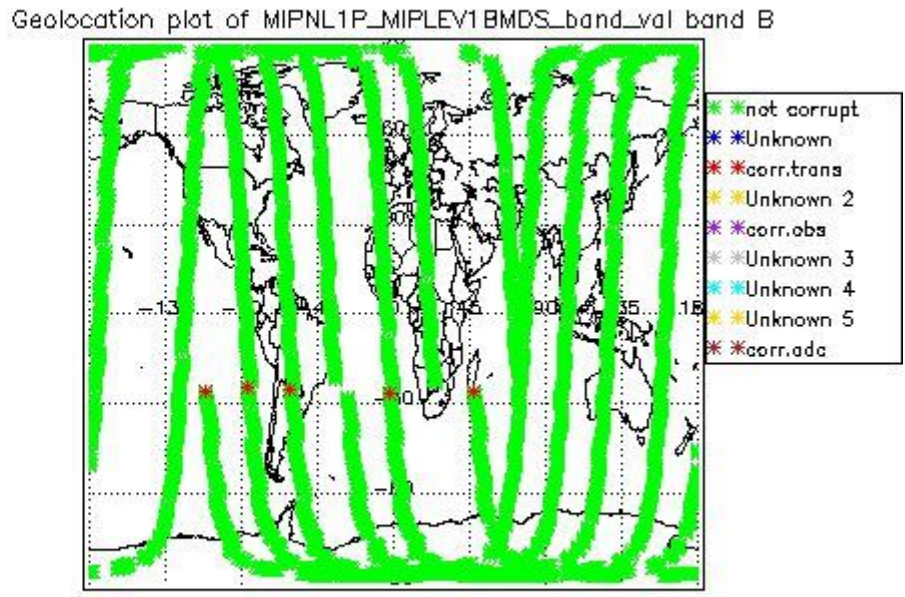 Geolocation plot of MIPNL1P_MIPLEV1BMDS_band_val band B
not corrupt
Unknown
corr.trans
Unknown 2
corr.obs
Unknown 3
Unknown 4
Unknown 5
corr.adc